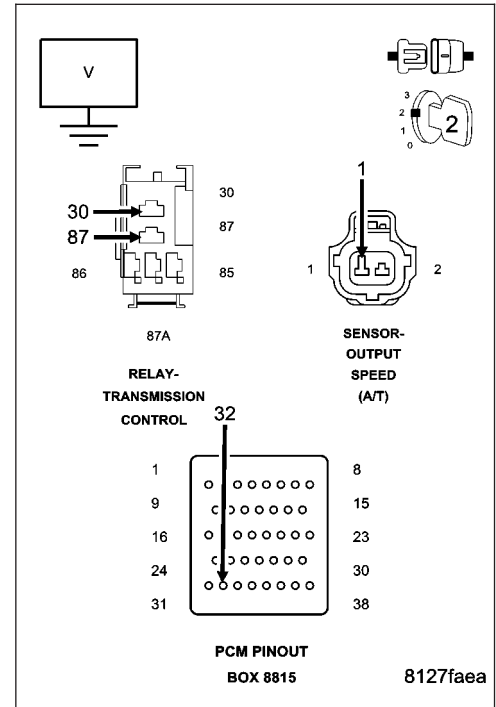 V
3
2
1
0
2
1
30
30
87
87
86
85
1
2
87A
SENSOR-
OUTPUT
SPEED
(A/T)
RELAY-
TRANSMISSION
CONTROL
32
1
8
9
15
16
23
24
30
31
38
PCM PINOUT
BOX 8815
8127faea